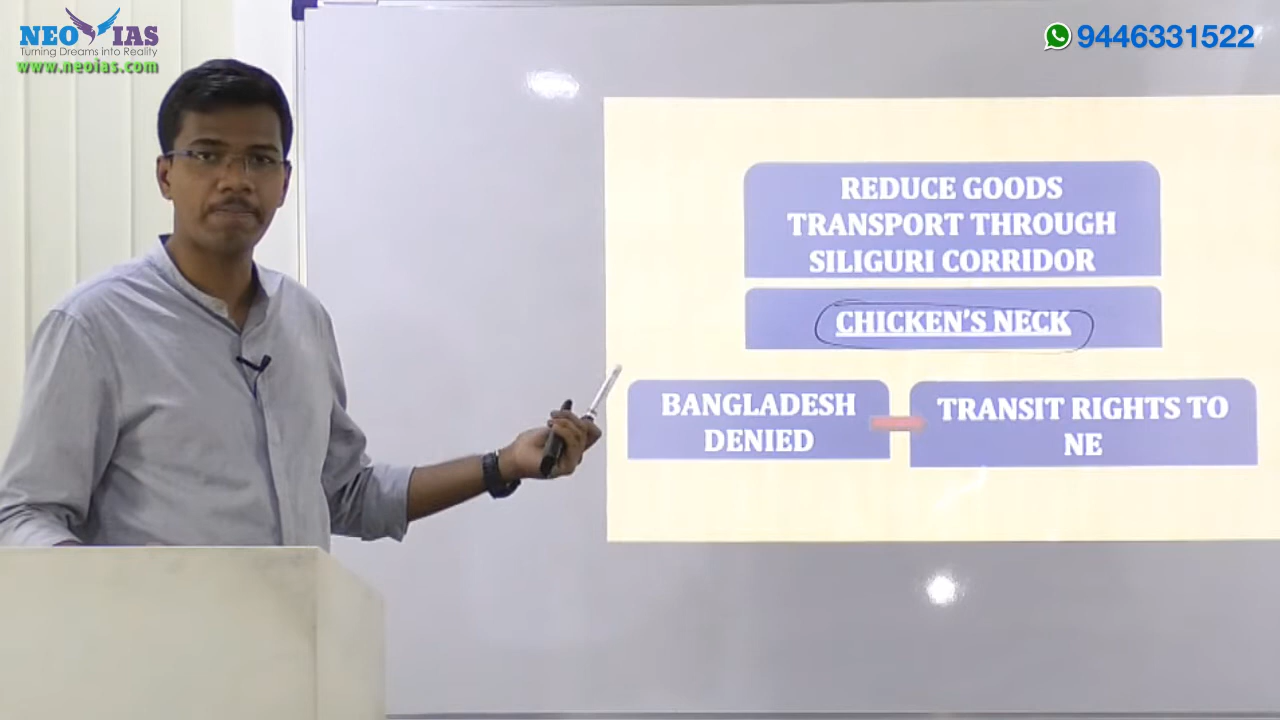 NEO IAS
Turning Dreams into Reality
www.neoias.com
9446331522
REDUCE GOODS
TRANSPORT THROUGH
SILIGURI CORRIDOR
CHICKEN'S NECK
BANGLADESH
DENIED
TRANSIT RIGHTS TO
NE